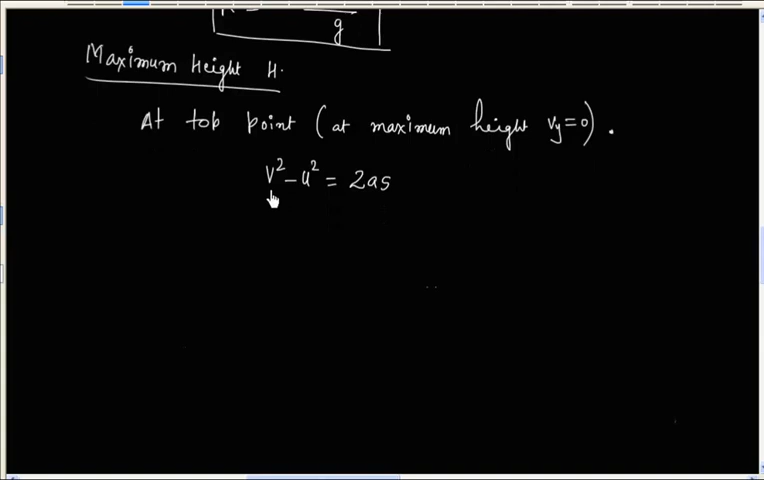 g
Maximum Height H.
At top point (at maximum height vy=0).
V²-u² = 2as